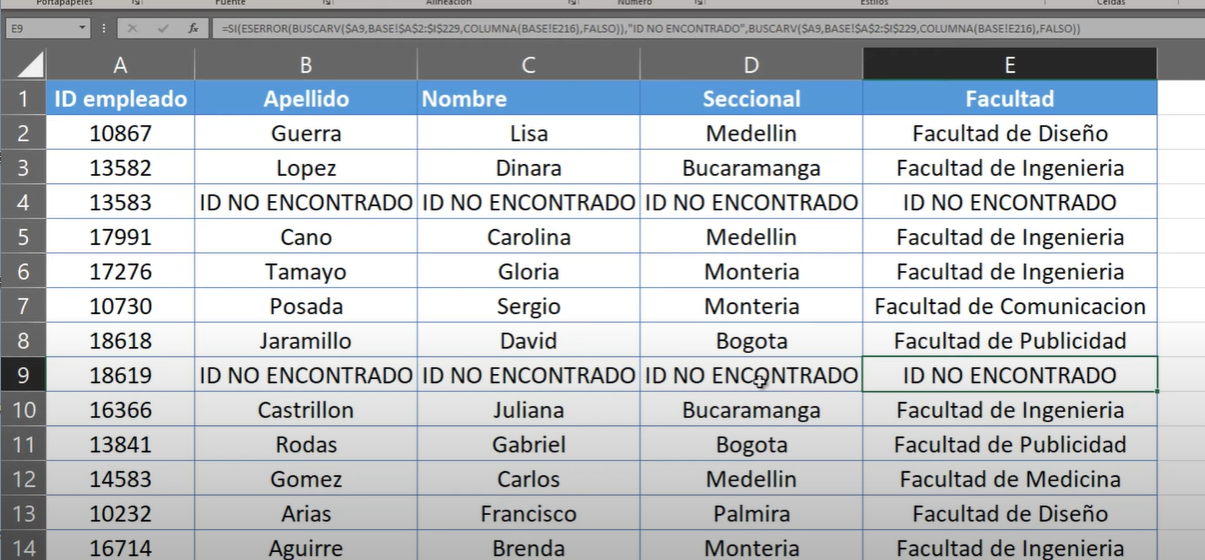 Portapapeles Fuente Alineación Número Estilos Celdas
E9 fx =SI(ESERROR(BUSCARV($A9,BASE!$A$2:$I$229,COLUMNA(BASE!E216),FALSO)),"ID NO ENCONTRADO",BUSCARV($A9,BASE!$A$2:$I$229,COLUMNA(BASE!E216),FALSO))
A B C D E
1 ID empleado Apellido Nombre Seccional Facultad
2 10867 Guerra Lisa Medellin Facultad de Diseño
3 13582 Lopez Dinara Bucaramanga Facultad de Ingenieria
4 13583 ID NO ENCONTRADO ID NO ENCONTRADO ID NO ENCONTRADO ID NO ENCONTRADO
5 17991 Cano Carolina Medellin Facultad de Ingenieria
6 17276 Tamayo Gloria Monteria Facultad de Ingenieria
7 10730 Posada Sergio Monteria Facultad de Comunicacion
8 18618 Jaramillo David Bogota Facultad de Publicidad
9 18619 ID NO ENCONTRADO ID NO ENCONTRADO ID NO ENCONTRADO ID NO ENCONTRADO
10 16366 Castrillon Juliana Bucaramanga Facultad de Ingenieria
11 13841 Rodas Gabriel Bogota Facultad de Publicidad
12 14583 Gomez Carlos Medellin Facultad de Medicina
13 10232 Arias Francisco Palmira Facultad de Diseño
14 16714 Aguirre Brenda Monteria Facultad de Ingenieria